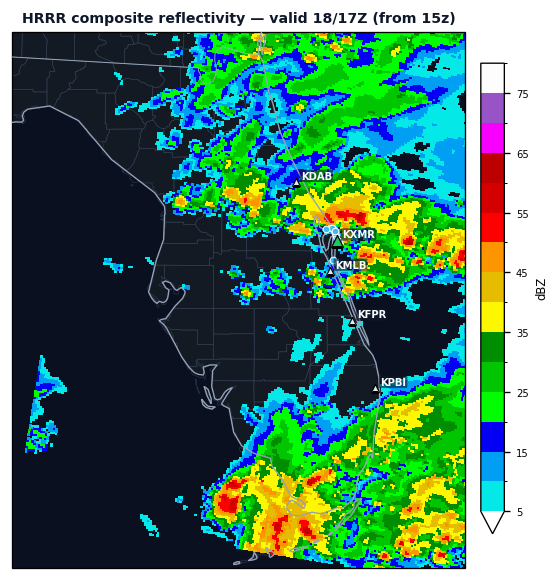 HRRR composite reflectivity — valid 18/17Z (from 15z)
KDAB
KXMR
KMLB
KFPR
KPBI
75
65
55
45
35
25
15
5
dBZ